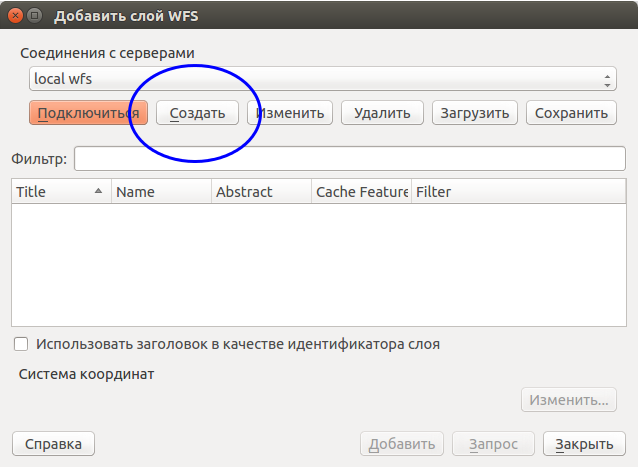 Добавить слой WFS
Соединения с серверами
local wfs
Подключиться Создать Изменить Удалить Загрузить Сохранить
Фильтр:
Title Name Abstract Cache Feature Filter
Использовать заголовок в качестве идентификатора слоя
Система координат
Изменить...
Справка Добавить Запрос Закрыть